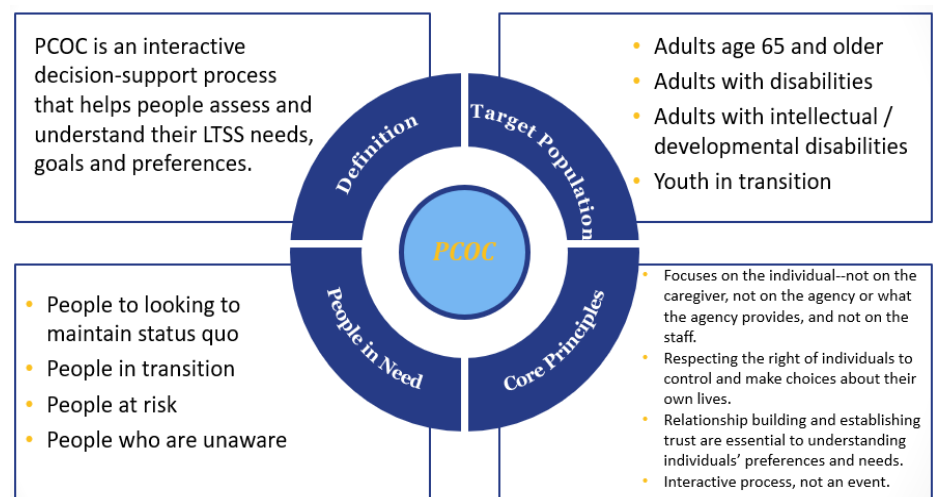 PCOC is an interactive
decision-support process
that helps people assess and
understand their LTSS needs,
goals and preferences.
• Adults age 65 and older
• Adults with disabilities
• Adults with intellectual /
developmental disabilities
• Youth in transition
Definition
Target Population
PCOC
People in Need
Core Principles
• People to looking to
maintain status quo
• People in transition
• People at risk
• People who are unaware
• Focuses on the individual--not on the
caregiver, not on the agency or what
the agency provides, and not on the
staff.
• Respecting the right of individuals to
control and make choices about their
own lives.
• Relationship building and establishing
trust are essential to understanding
individuals’ preferences and needs.
• Interactive process, not an event.